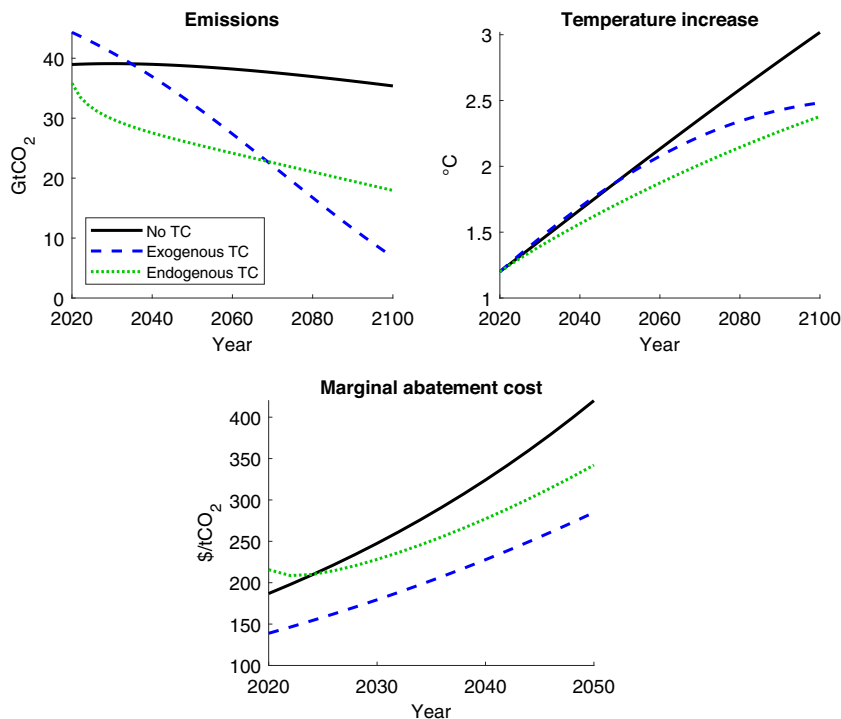 Emissions
GtCO2
40
30
20
10
0
No TC
Exogenous TC
Endogenous TC
2020 2040 2060 2080 2100
Year
Temperature increase
°C
3
2.5
2
1.5
1
2020 2040 2060 2080 2100
Year
Marginal abatement cost
$/tCO2
400
350
300
250
200
150
100
2020 2030 2040 2050
Year